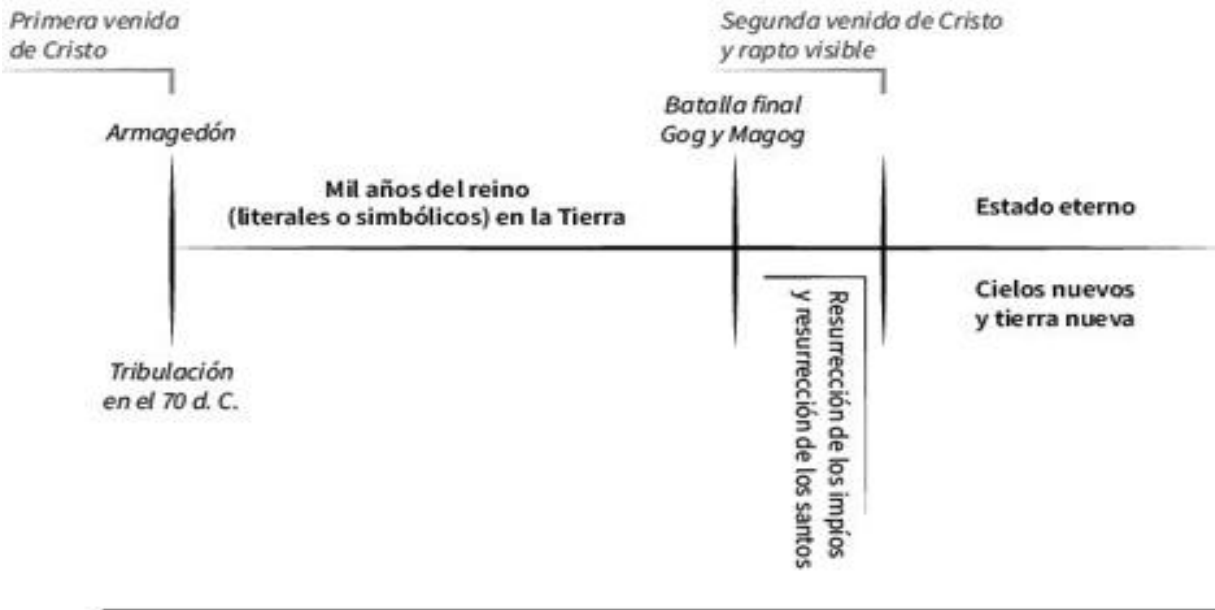 Primera venida
de Cristo
Segunda venida de Cristo
y rapto visible
Armagedón
Batalla final
Gog y Magog
Mil años del reino
(literales o simbólicos) en la Tierra
Estado eterno
Cielos nuevos
y tierra nueva
Tribulación
en el 70 d. C.
Resurrección de los impíos
y resurrección de los santos